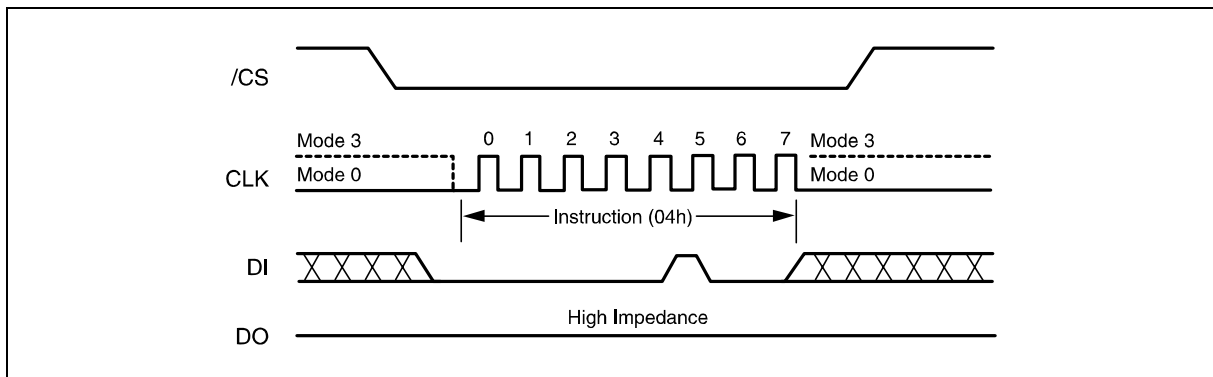 /CS
Mode 3
0 1 2 3 4 5 6 7
Mode 3
CLK
Mode 0
Mode 0
Instruction (04h)
DI
High Impedance
DO